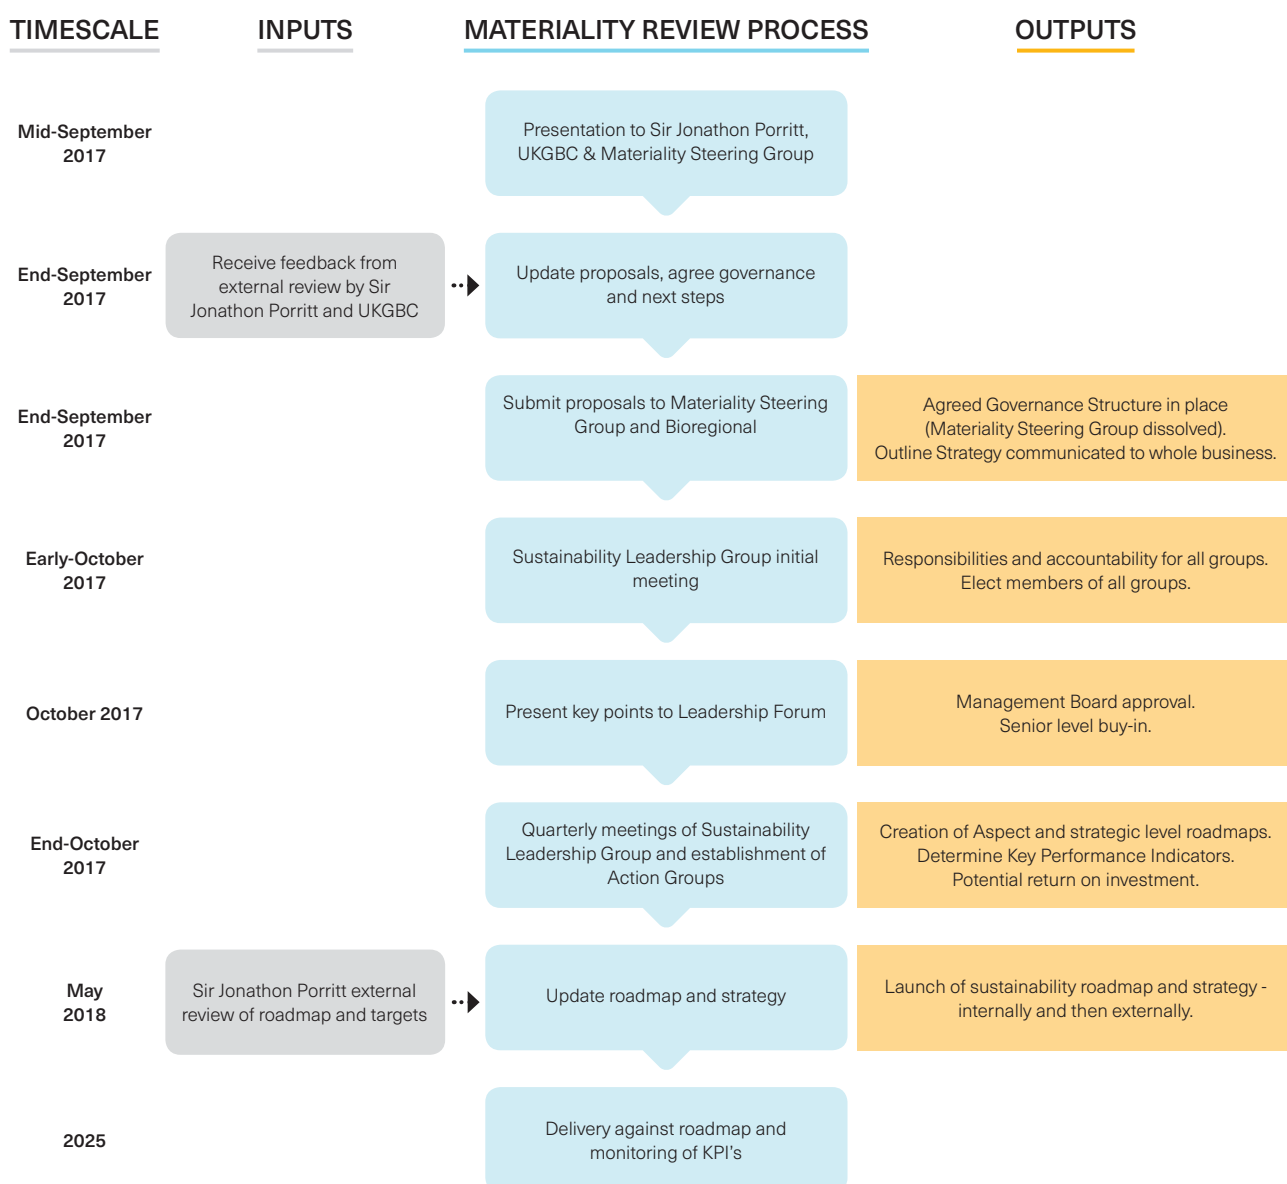 TIMESCALE
INPUTS
MATERIALITY REVIEW PROCESS
OUTPUTS
Mid-September
2017
Presentation to Sir Jonathon Porritt,
UKGBC & Materiality Steering Group
End-September
2017
Receive feedback from
external review by Sir
Jonathon Porritt and UKGBC
Update proposals, agree governance
and next steps
End-September
2017
Submit proposals to Materiality Steering
Group and Bioregional
Agreed Governance Structure in place
(Materiality Steering Group dissolved).
Outline Strategy communicated to whole business.
Early-October
2017
Sustainability Leadership Group initial
meeting
Responsibilities and accountability for all groups.
Elect members of all groups.
October 2017
Present key points to Leadership Forum
Management Board approval.
Senior level buy-in.
End-October
2017
Quarterly meetings of Sustainability
Leadership Group and establishment of
Action Groups
Creation of Aspect and strategic level roadmaps.
Determine Key Performance Indicators.
Potential return on investment.
May
2018
Sir Jonathon Porritt external
review of roadmap and targets
Update roadmap and strategy
Launch of sustainability roadmap and strategy -
internally and then externally.
2025
Delivery against roadmap and
monitoring of KPI's